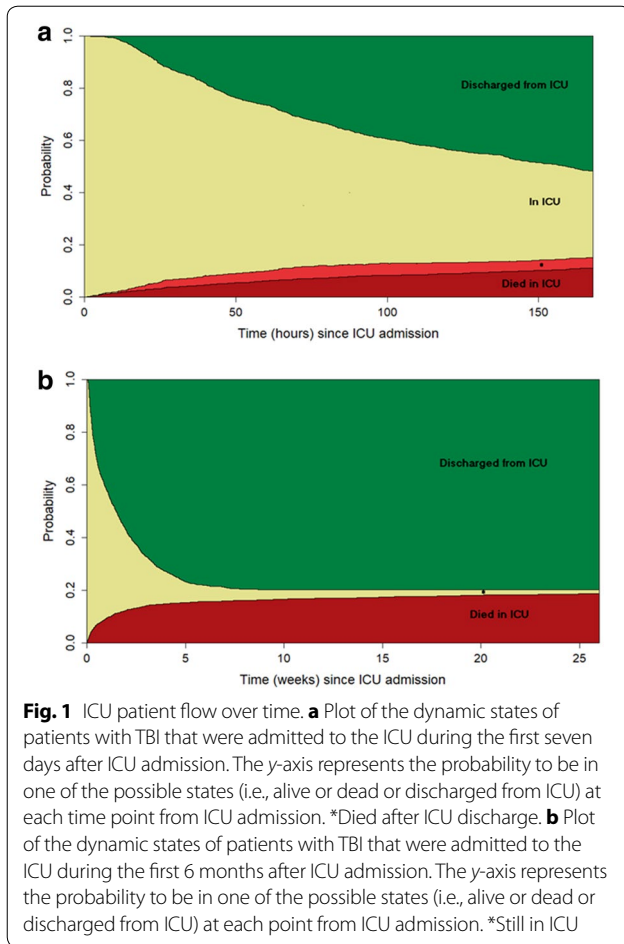 a
1.0
Discharged from ICU
0.8
0.6
Probability
In ICU
0.4
0.2
*
Died in ICU
0.0
0
50
100
150
Time (hours) since ICU admission
b
1.0
0.8
Discharged from ICU
0.6
Probability
0.4
0.2
*
Died in ICU
0.0
0
5
10
15
20
25
Time (weeks) since ICU admission
Fig. 1 ICU patient flow over time. a Plot of the dynamic states of
patients with TBI that were admitted to the ICU during the first seven
days after ICU admission. The y-axis represents the probability to be in
one of the possible states (i.e., alive or dead or discharged from ICU) at
each time point from ICU admission. *Died after ICU discharge. b Plot
of the dynamic states of patients with TBI that were admitted to the
ICU during the first 6 months after ICU admission. The y-axis represents
the probability to be in one of the possible states (i.e., alive or dead or
discharged from ICU) at each point from ICU admission. *Still in ICU